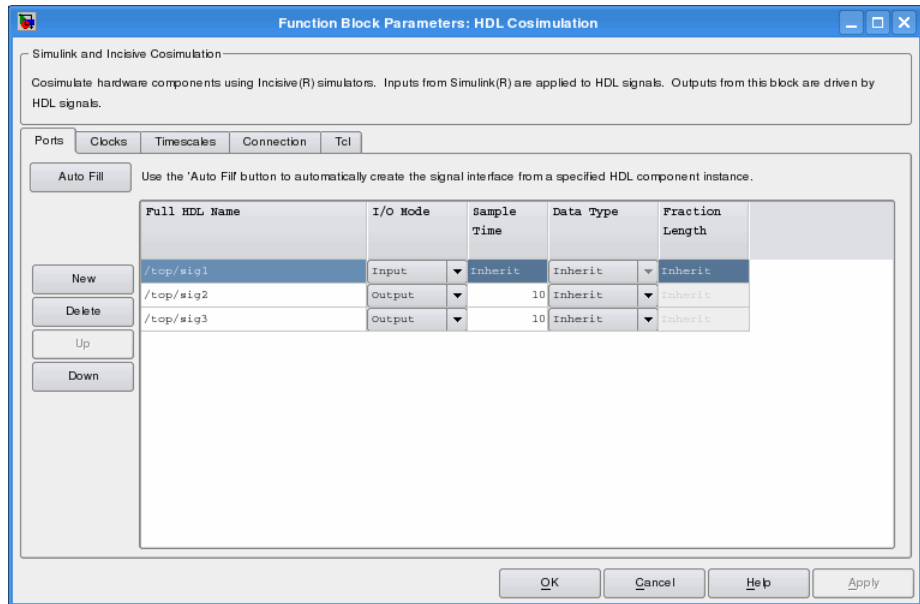 Function Block Parameters: HDL Cosimulation
Simulink and Incisive Cosimulation
Cosimulate hardware components using Incisive(R) simulators. Inputs from Simulink(R) are applied to HDL signals. Outputs from this block are driven by
HDL signals.
Ports Clocks Timescales Connection Tcl
Auto Fill Use the 'Auto Fill' button to automatically create the signal interface from a specified HDL component instance.
Full HDL Name I/O Mode Sample Time Data Type Fraction Length
New /top/sig1 Input Inherit Inherit Inherit
/top/sig2 Output 10 Inherit Inherit
Delete /top/sig3 Output 10 Inherit Inherit
Up
Down
OK Cancel Help Apply